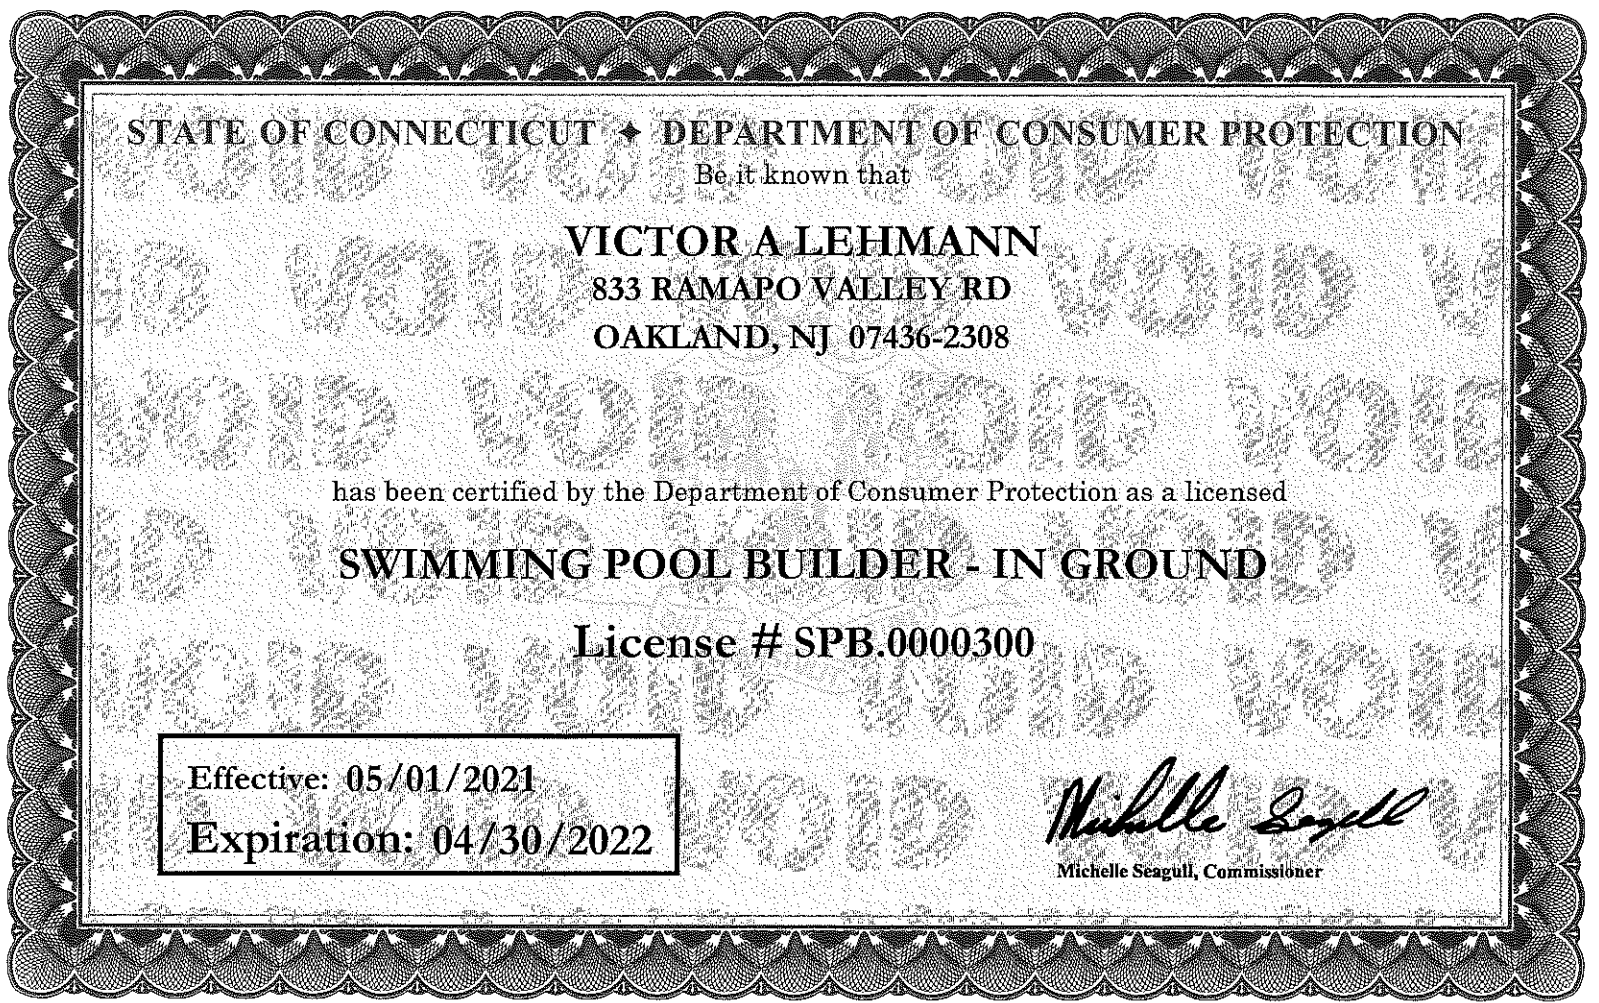 STATE OF CONNECTICUT ✦ DEPARTMENT OF CONSUMER PROTECTION
Be it known that
VICTOR A LEHMANN
833 RAMAPO VALLEY RD
OAKLAND, NJ 07436-2308
VOID
has been certified by the Department of Consumer Protection as a licensed
SWIMMING POOL BUILDER - IN GROUND
License # SPB.0000300
Effective: 05/01/2021
Expiration: 04/30/2022
Michelle Seagull
Michelle Seagull, Commissioner